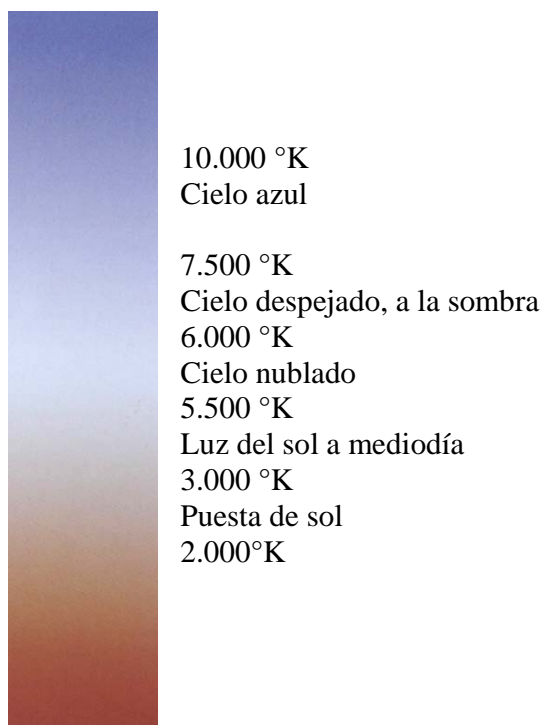 10.000 °K
Cielo azul
7.500 °K
Cielo despejado, a la sombra
6.000 °K
Cielo nublado
5.500 °K
Luz del sol a mediodía
3.000 °K
Puesta de sol
2.000°K